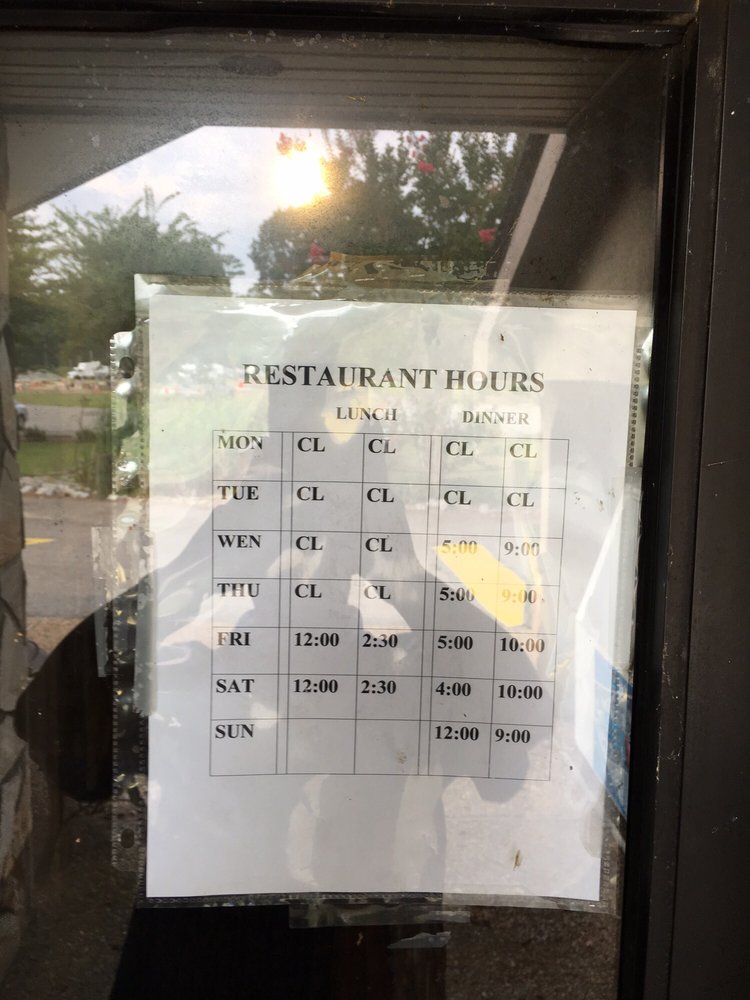 RESTAURANT HOURS
LUNCH DINNER
MON CL CL CL CL
TUE CL CL CL CL
WEN CL CL 5:00 9:00
THU CL CL 5:00 9:00
FRI 12:00 2:30 5:00 10:00
SAT 12:00 2:30 4:00 10:00
SUN 12:00 9:00